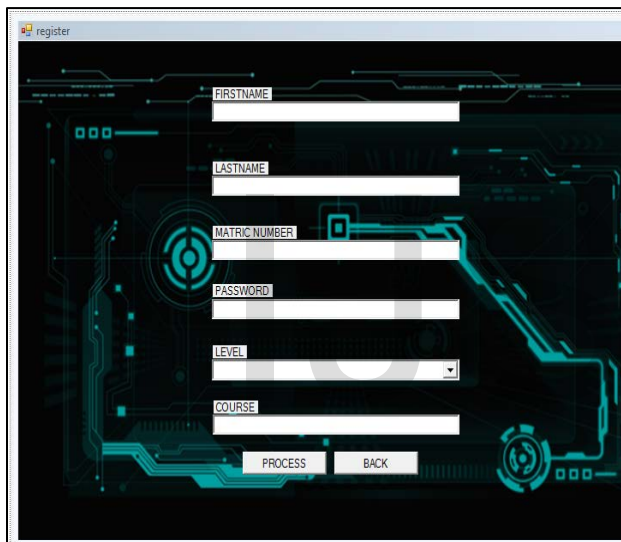 register
FIRSTNAME
LASTNAME
MATRIC NUMBER
PASSWORD
LEVEL
COURSE
PROCESS BACK